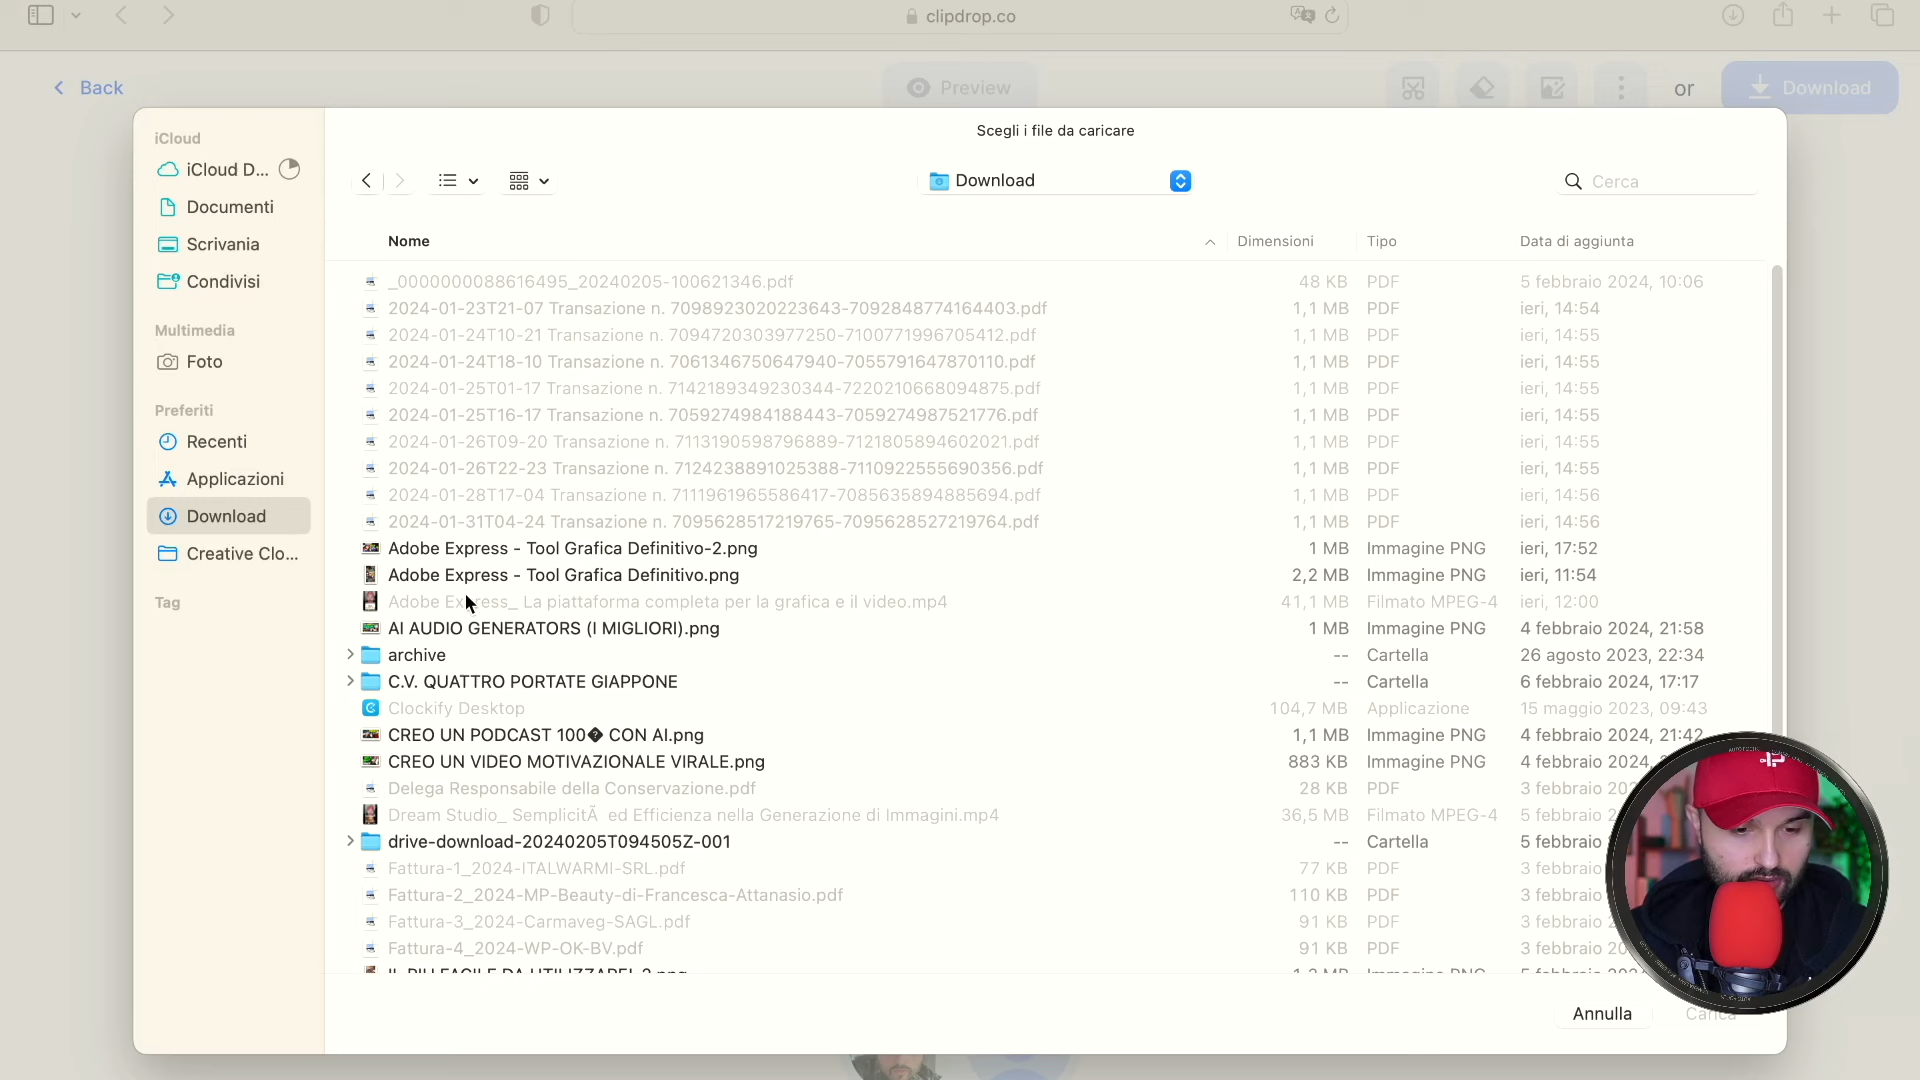 clipdrop.co
Back
Preview
or
Download
Scegli i file da caricare
iCloud
iCloud D...
Documenti
Scrivania
Condivisi
Multimedia
Foto
Preferiti
Recenti
Applicazioni
Download
Creative Clo...
Tag
Download
Cerca
Nome Dimensioni Tipo Data di aggiunta
_0000000088616495_20240205-100621346.pdf 48 KB PDF 5 febbraio 2024, 10:06
2024-01-23T21-07 Transazione n. 7098923020223643-7092848774164403.pdf 1,1 MB PDF ieri, 14:54
2024-01-24T10-21 Transazione n. 7094720303977250-7100771996705412.pdf 1,1 MB PDF ieri, 14:55
2024-01-24T18-10 Transazione n. 7061346750647940-7055791647870110.pdf 1,1 MB PDF ieri, 14:55
2024-01-25T01-17 Transazione n. 7142189349230344-7220210668094875.pdf 1,1 MB PDF ieri, 14:55
2024-01-25T16-17 Transazione n. 7059274984188443-7059274987521776.pdf 1,1 MB PDF ieri, 14:55
2024-01-26T09-20 Transazione n. 7113190598796889-7121805894602021.pdf 1,1 MB PDF ieri, 14:55
2024-01-26T22-23 Transazione n. 7124238891025388-7110922555690356.pdf 1,1 MB PDF ieri, 14:55
2024-01-28T17-04 Transazione n. 7111961965586417-7085635894885694.pdf 1,1 MB PDF ieri, 14:56
2024-01-31T04-24 Transazione n. 7095628517219765-7095628527219764.pdf 1,1 MB PDF ieri, 14:56
Adobe Express - Tool Grafica Definitivo-2.png 1 MB Immagine PNG ieri, 17:52
Adobe Express - Tool Grafica Definitivo.png 2,2 MB Immagine PNG ieri, 11:54
Adobe Express_ La piattaforma completa per la grafica e il video.mp4 41,1 MB Filmato MPEG-4 ieri, 12:00
AI AUDIO GENERATORS (I MIGLIORI).png 1 MB Immagine PNG 4 febbraio 2024, 21:58
archive -- Cartella 26 agosto 2023, 22:34
C.V. QUATTRO PORTATE GIAPPONE -- Cartella 6 febbraio 2024, 17:17
Clockify Desktop 104,7 MB Applicazione 15 maggio 2023, 09:43
CREO UN PODCAST 100� CON AI.png 1,1 MB Immagine PNG 4 febbraio 2024, 21:42
CREO UN VIDEO MOTIVAZIONALE VIRALE.png 883 KB Immagine PNG 4 febbraio 2024,
Delega Responsabile della Conservazione.pdf 28 KB PDF 3 febbraio
Dream Studio_ SemplicitÃ ed Efficienza nella Generazione di Immagini.mp4 36,5 MB Filmato MPEG-4 5 febbraio
drive-download-20240205T094505Z-001 -- Cartella 5 febbraio
Fattura-1_2024-ITALWARMI-SRL.pdf 77 KB PDF 3 febbraio
Fattura-2_2024-MP-Beauty-di-Francesca-Attanasio.pdf 110 KB PDF 3 febbraio
Fattura-3_2024-Carmaveg-SAGL.pdf 91 KB PDF 3 febbraio
Fattura-4_2024-WP-OK-BV.pdf 91 KB PDF 3 febbraio
Annulla
Carica